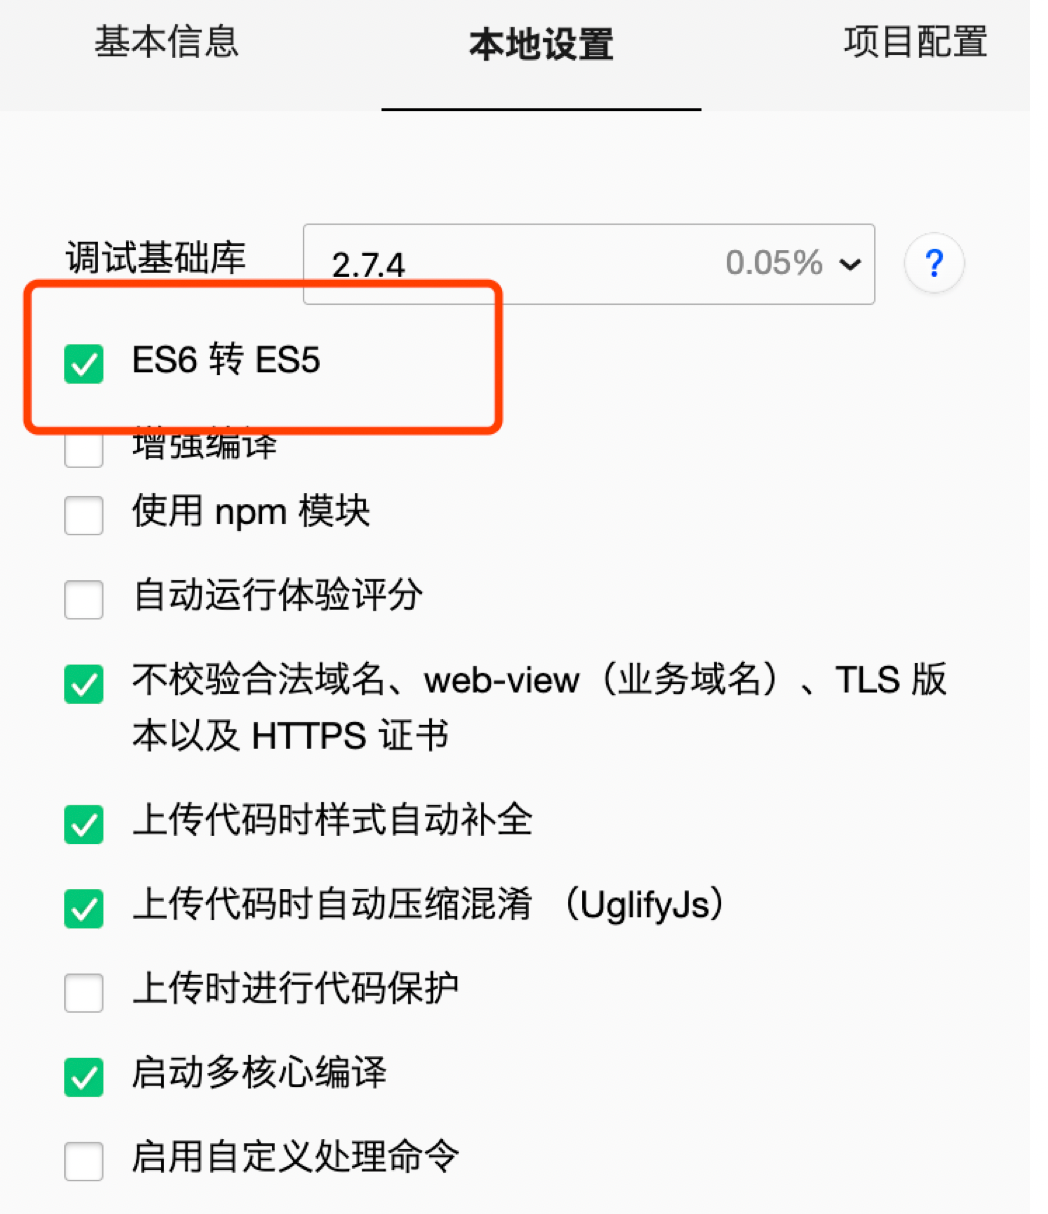 基本信息 本地设置 项目配置
调试基础库 2.7.4 0.05% ?
ES6 转 ES5
增强编译
使用 npm 模块
自动运行体验评分
不校验合法域名、web-view（业务域名）、TLS 版
本以及 HTTPS 证书
上传代码时样式自动补全
上传代码时自动压缩混淆 （UglifyJs）
上传时进行代码保护
启动多核心编译
启用自定义处理命令